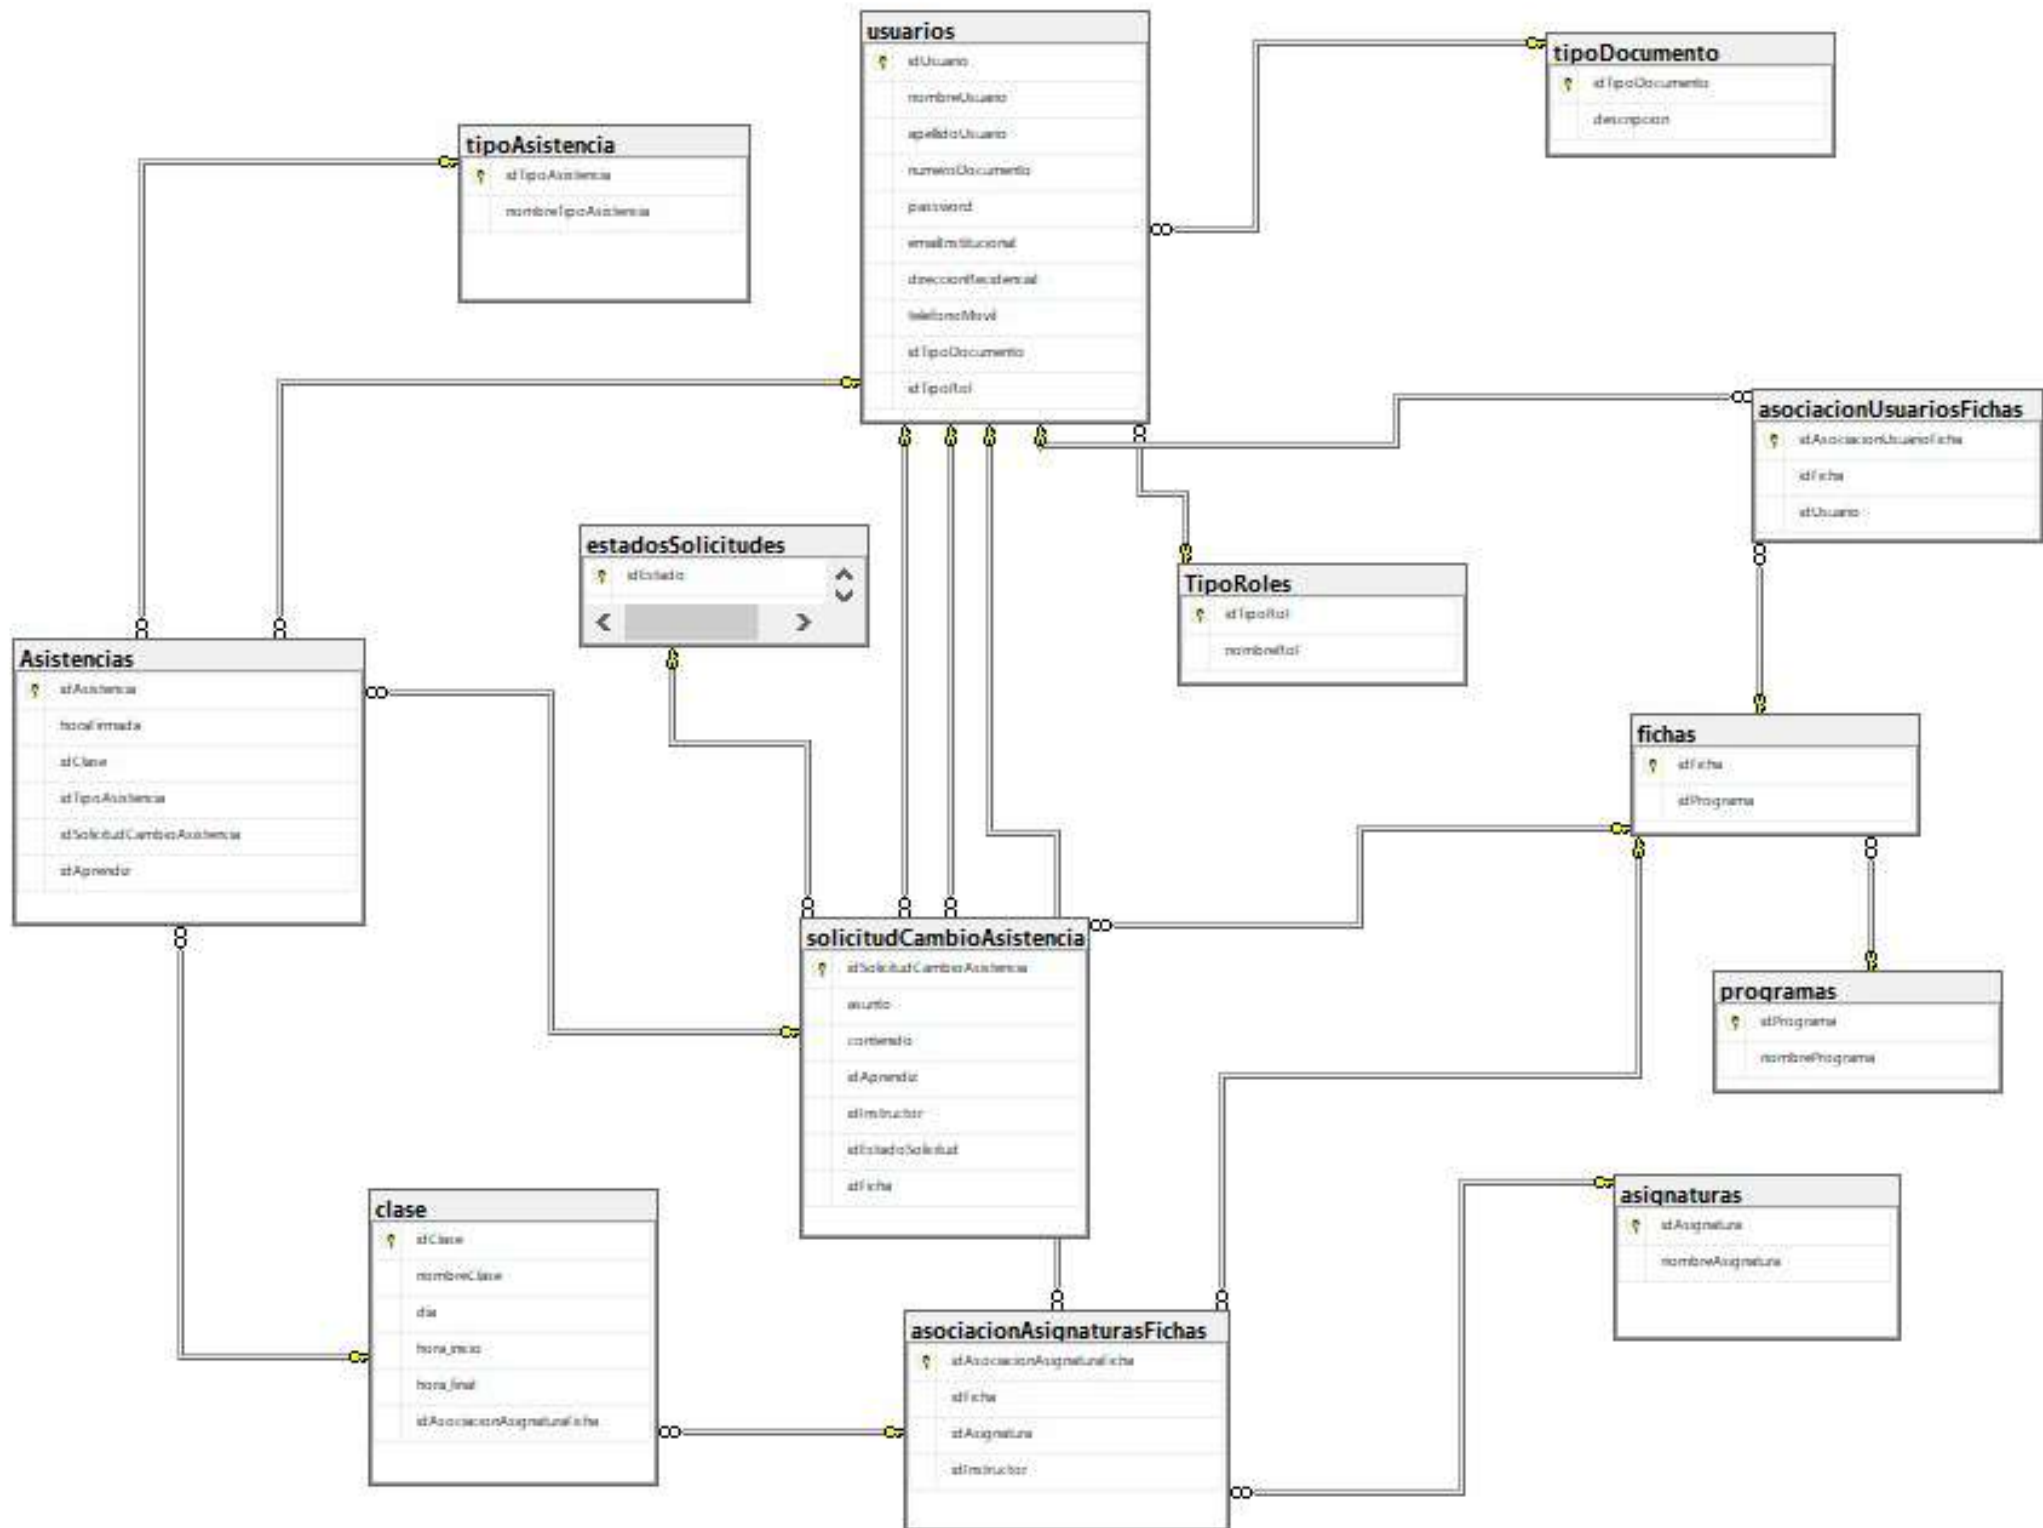 usuarios
idUsuario
nombreUsuario
apellidoUsuario
numeroDocumento
password
emailInstitucional
direccionResidencial
telefonoMovil
idTipoDocumento
idTipoRol
tipoDocumento
idTipoDocumento
descripcion
tipoAsistencia
idTipoAsistencia
nombreTipoAsistencia
asociacionUsuariosFichas
idAsociacionUsuarioFicha
idFicha
idUsuario
estadosSolicitudes
idEstado
TipoRoles
idTipoRol
nombreRol
Asistencias
idAsistencia
horaFirmada
idClase
idTipoAsistencia
idSolicitudCambioAsistencia
idAprendiz
fichas
idFicha
idPrograma
solicitudCambioAsistencia
idSolicitudCambioAsistencia
asunto
contenido
idAprendiz
idInstructor
idEstadoSolicitud
idFicha
programas
idPrograma
nombrePrograma
clase
idClase
nombreClase
dia
hora_inicio
hora_final
idAsociacionAsignaturaFicha
asignaturas
idAsignatura
nombreAsignatura
asociacionAsignaturasFichas
idAsociacionAsignaturaFicha
idFicha
idAsignatura
idInstructor